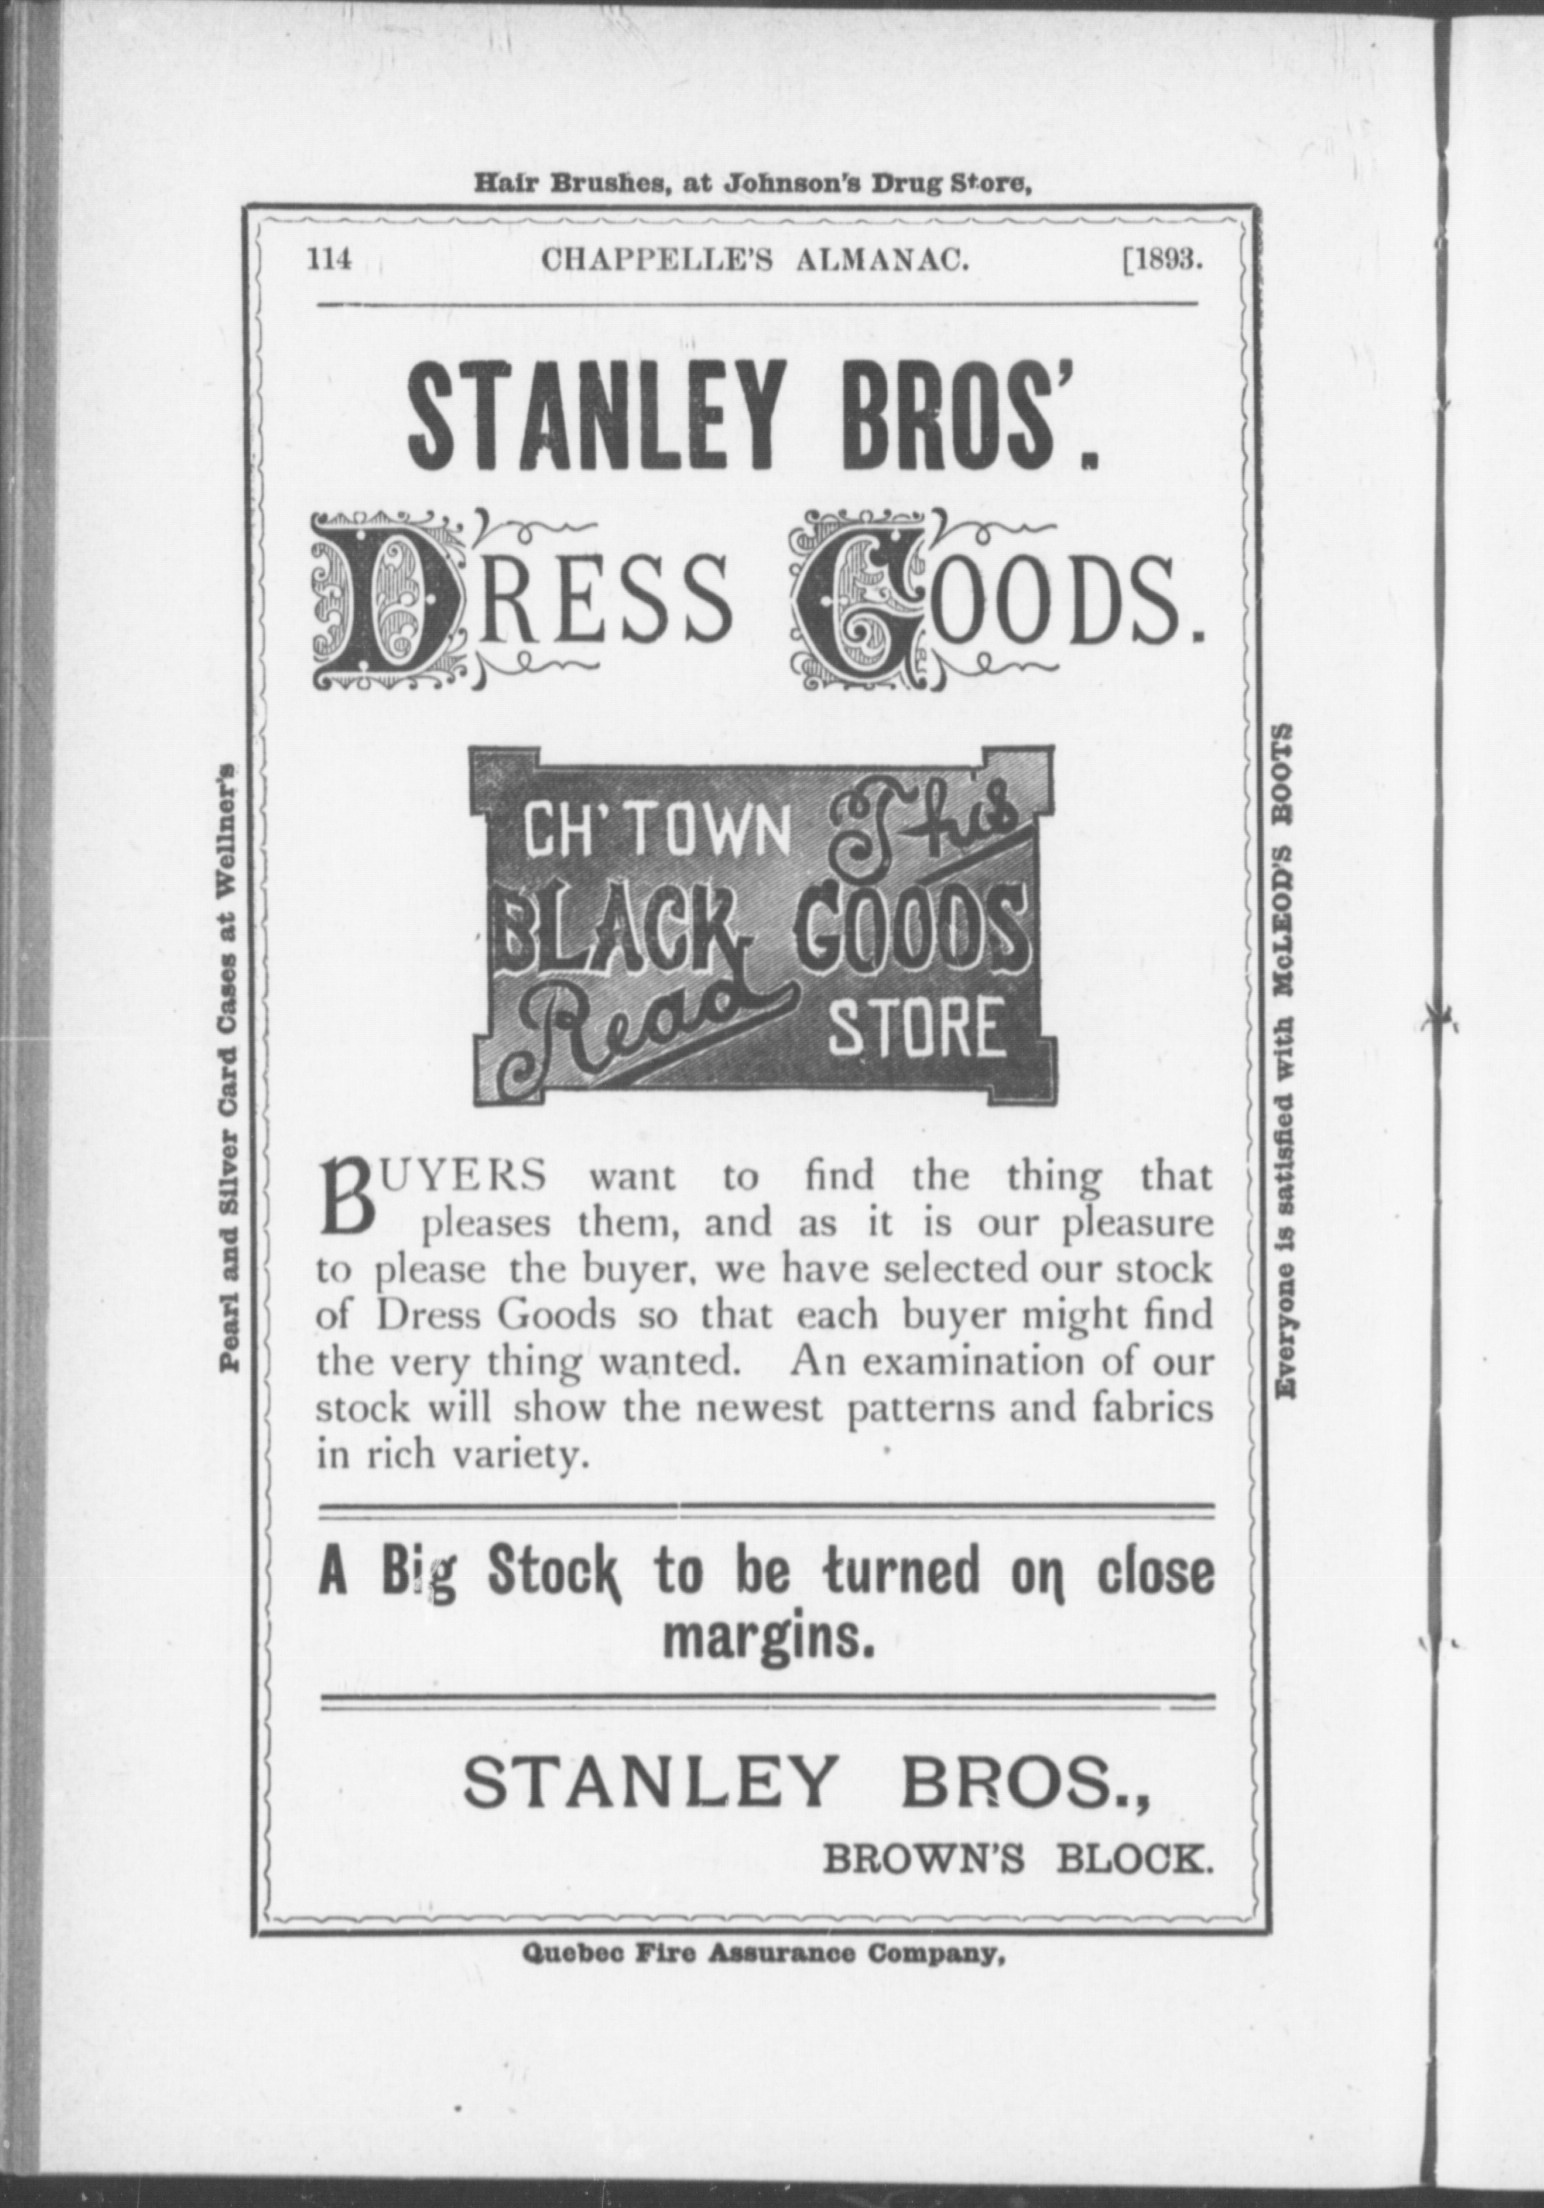 Hair Brushes, at Johnson's Drug Store,
114 CHAPPELLE'S ALMANAC. [1893.
STANLEY BROS'.
DRESS GOODS.
CH'TOWN This
BLACK GOODS
Read STORE
BUYERS want to find the thing that
pleases them, and as it is our pleasure
to please the buyer, we have selected our stock
of Dress Goods so that each buyer might find
the very thing wanted. An examination of our
stock will show the newest patterns and fabrics
in rich variety.
A Big Stock to be turned on close
margins.
STANLEY BROS.,
BROWN'S BLOCK.
Quebec Fire Assurance Company,
Pearl and Silver Card Cases at Wellner's
Everyone is satisfied with McLEOD'S BOOTS